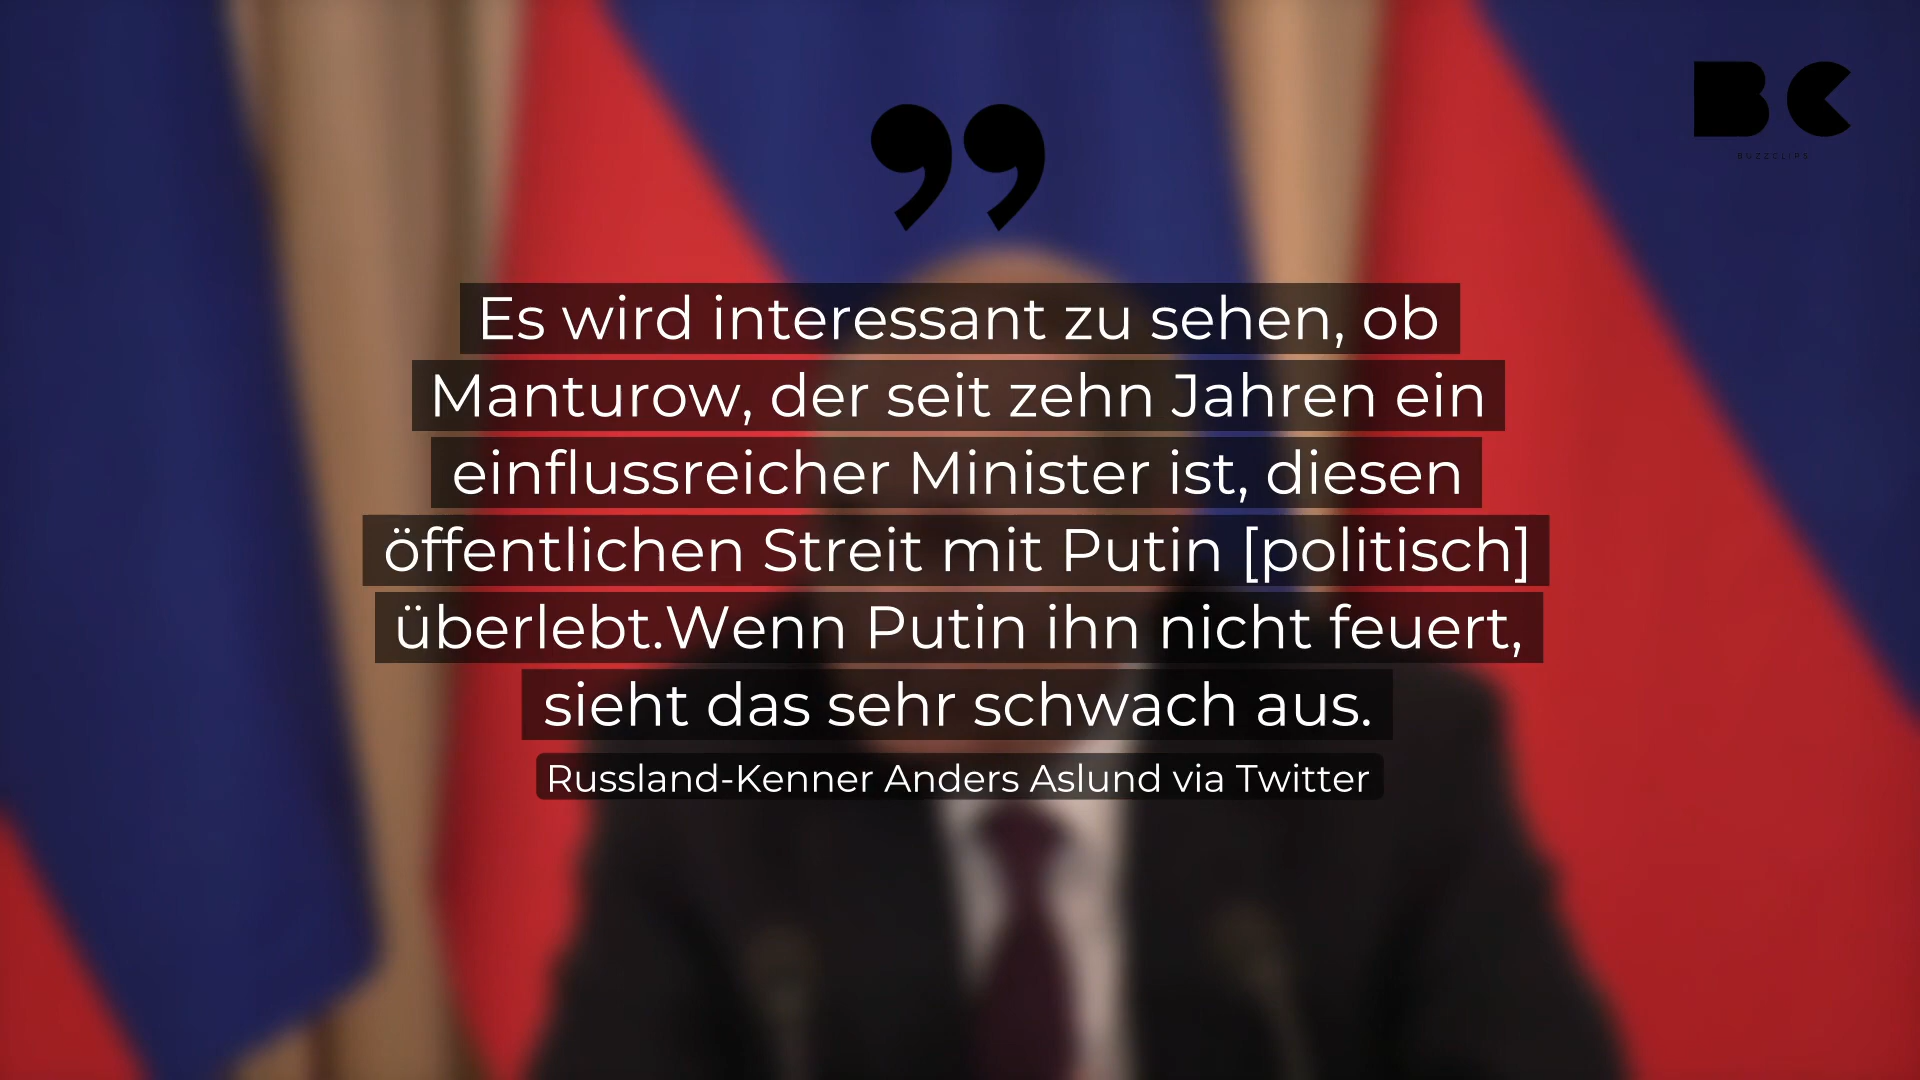 BC
BUZZCLIPS
”
Es wird interessant zu sehen, ob
Manturow, der seit zehn Jahren ein
einflussreicher Minister ist, diesen
öffentlichen Streit mit Putin [politisch]
überlebt.Wenn Putin ihn nicht feuert,
sieht das sehr schwach aus.
Russland-Kenner Anders Aslund via Twitter